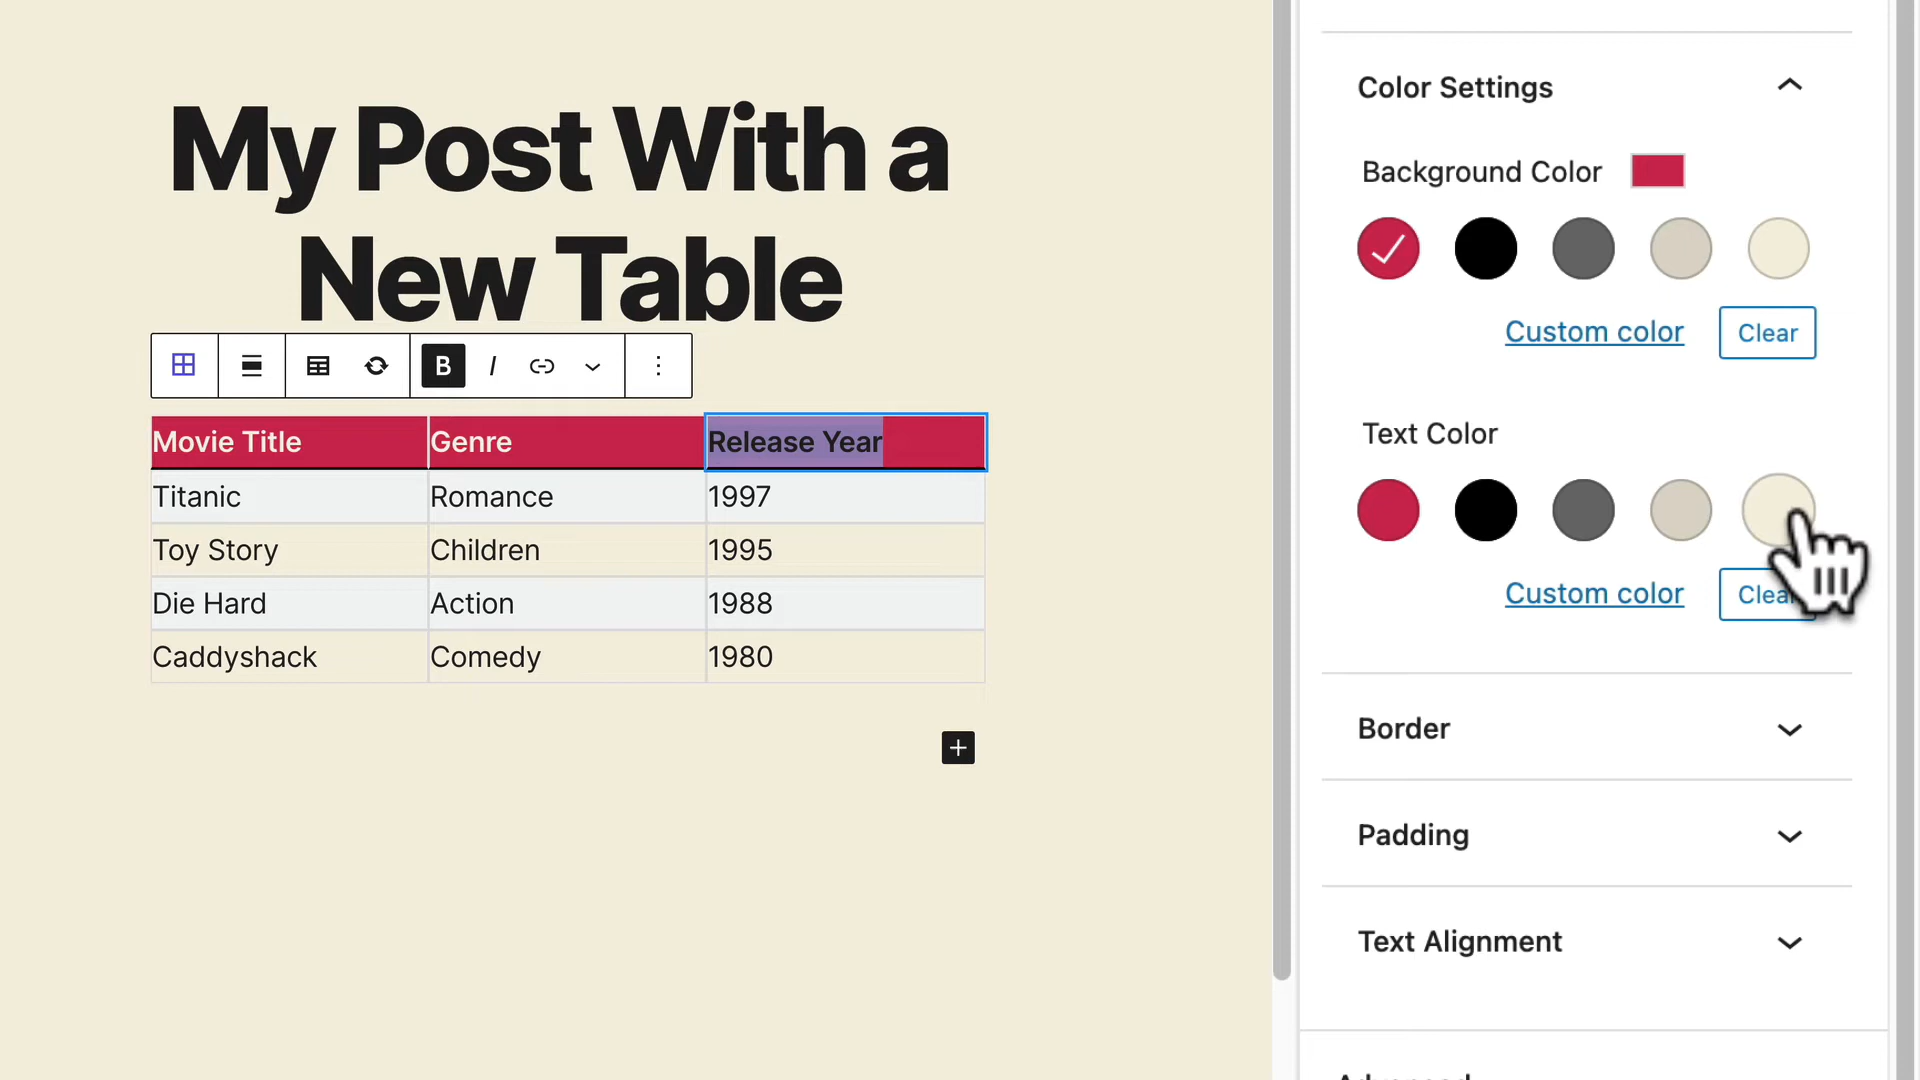 My Post With a
New Table
B I
Movie Title Genre Release Year
Titanic Romance 1997
Toy Story Children 1995
Die Hard Action 1988
Caddyshack Comedy 1980
Color Settings
Background Color
Custom color Clear
Text Color
Custom color
Border
Padding
Text Alignment